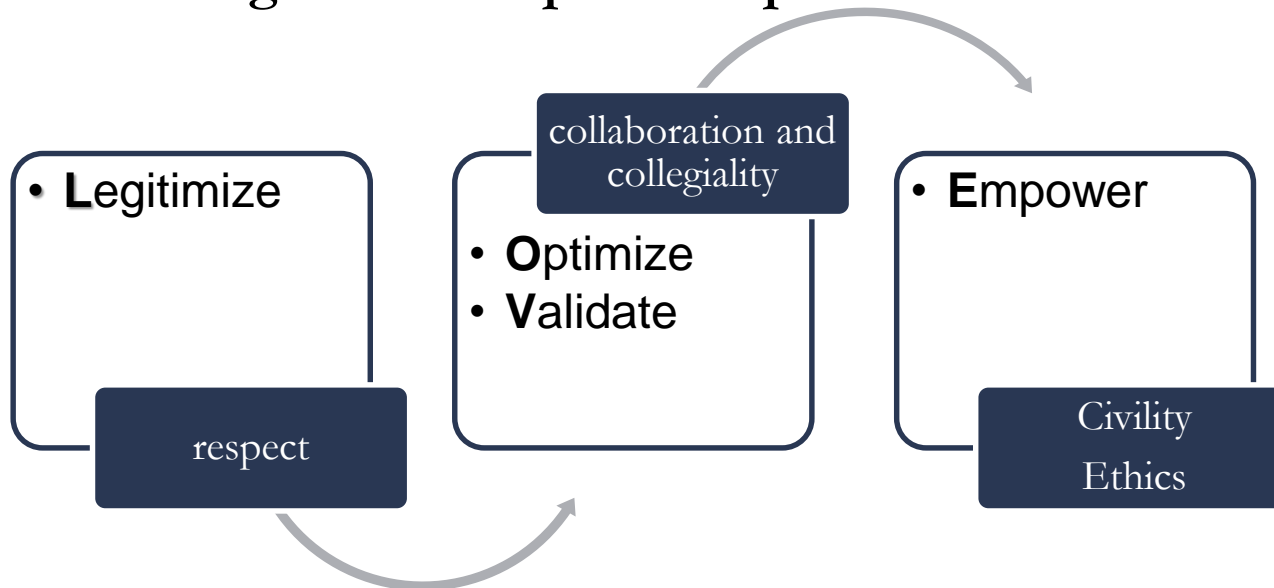 • Legitimize
respect
collaboration and
collegiality
• Optimize
• Validate
• Empower
Civility
Ethics